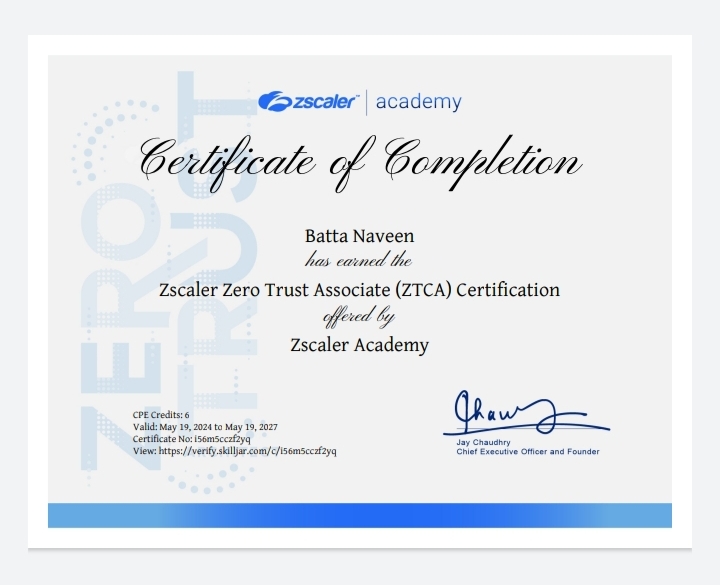 zscaler™ | academy
Certificate of Completion
Batta Naveen
has earned the
Zscaler Zero Trust Associate (ZTCA) Certification
offered by
Zscaler Academy
ZERO
TRUST
CPE Credits: 6
Valid: May 19, 2024 to May 19, 2027
Certificate No: i56m5cczf2yq
View: https://verify.skilljar.com/c/i56m5cczf2yq
Jay Chaudhry
Chief Executive Officer and Founder